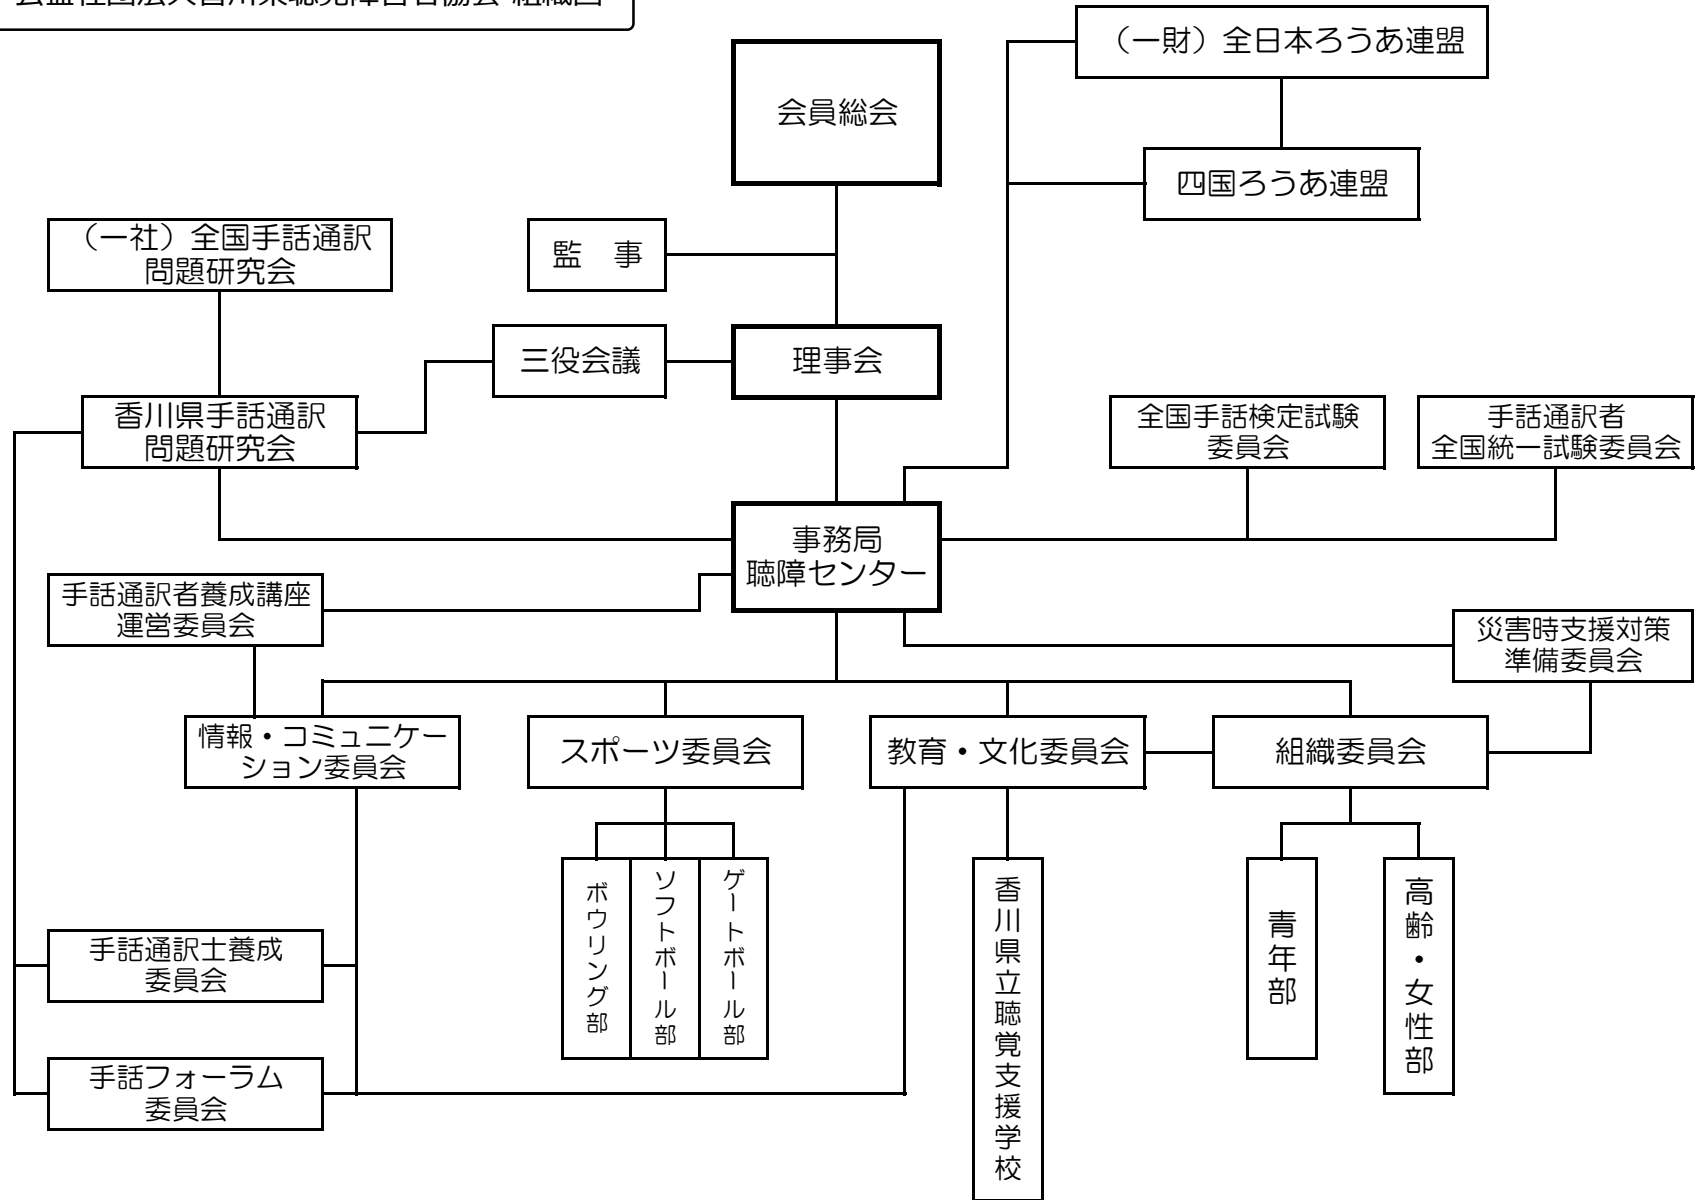 （一財）全日本ろうあ連盟
会員総会
四国ろうあ連盟
（一社）全国手話通訳
問題研究会
監　事
三役会議
理事会
香川県手話通訳
問題研究会
全国手話検定試験
委員会
手話通訳者
全国統一試験委員会
事務局
聴障センター
手話通訳者養成講座
運営委員会
災害時支援対策
準備委員会
情報・コミュニケー
ション委員会
スポーツ委員会
教育・文化委員会
組織委員会
ボウリング部
ソフトボール部
ゲートボール部
香川県立聴覚支援学校
青年部
高齢・女性部
手話通訳士養成
委員会
手話フォーラム
委員会